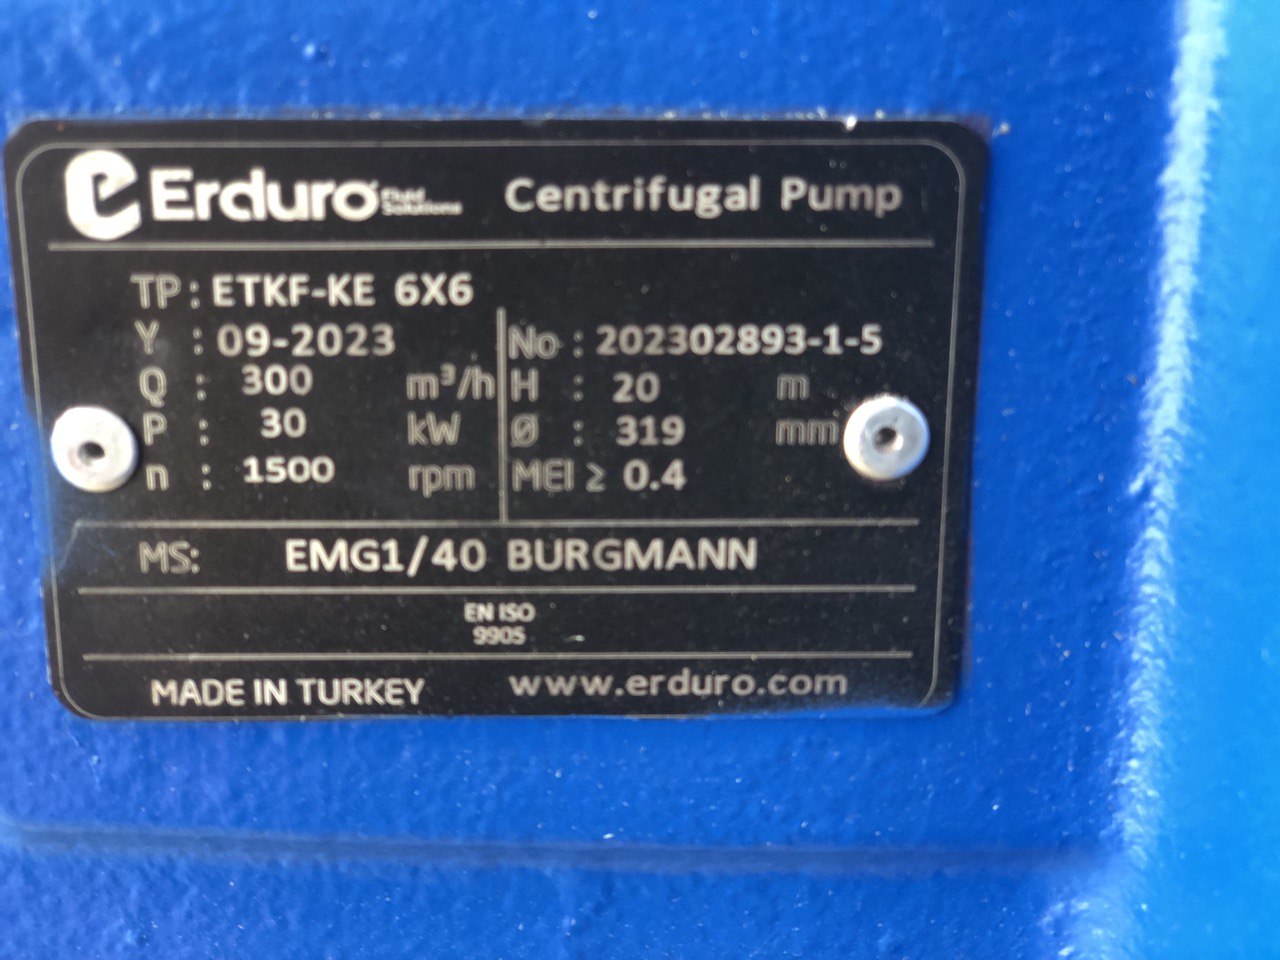 Erduro Fluid Solutions Centrifugal Pump
TP : ETKF-KE 6X6
Y : 09-2023 No : 202302893-1-5
Q : 300 m³/h H : 20 m
P : 30 kW Ø : 319 mm
n : 1500 rpm MEI ≥ 0.4
MS: EMG1/40 BURGMANN
EN ISO
9905
MADE IN TURKEY www.erduro.com